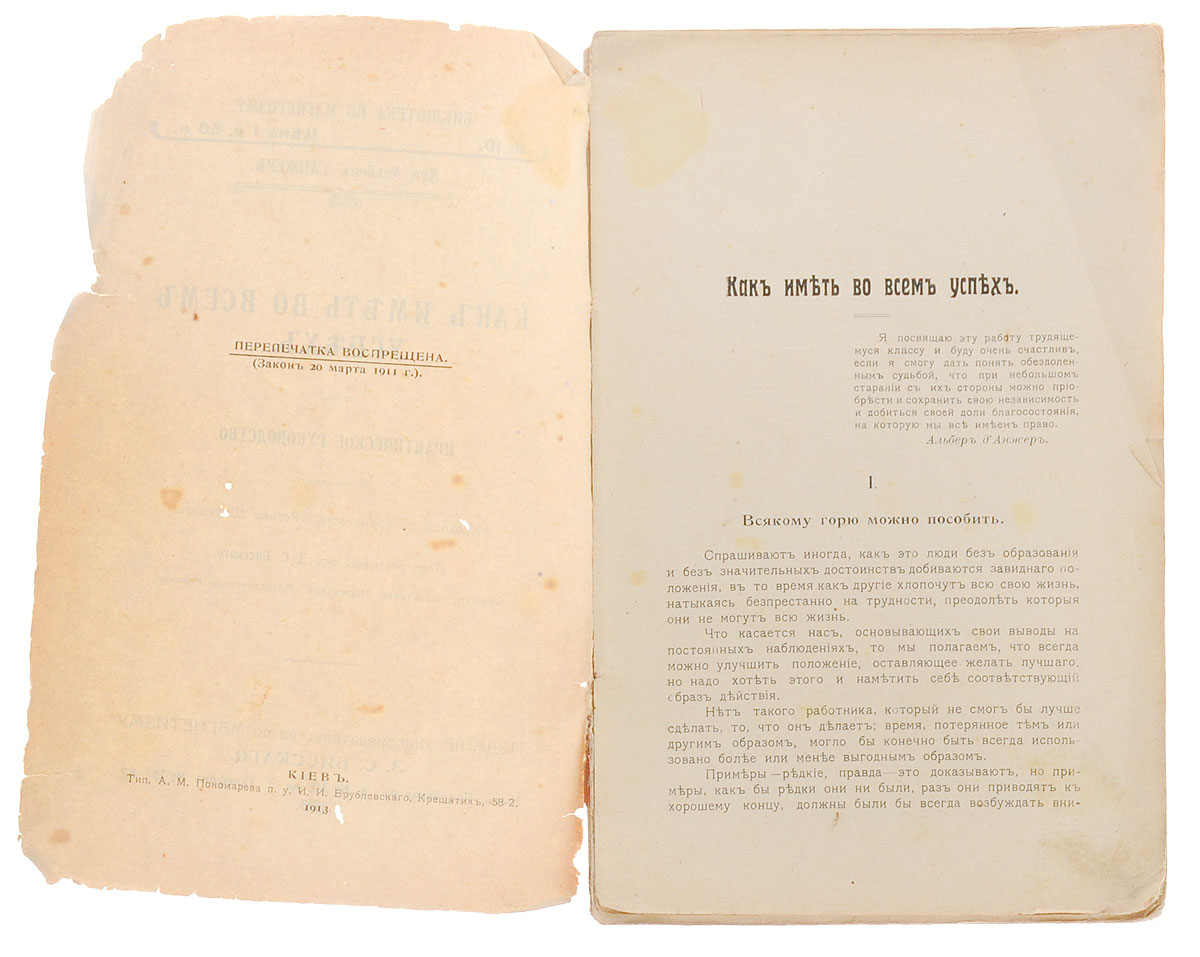 ПЕРЕПЕЧАТКА ВОСПРЕЩЕНА.
(Законъ 20 марта 1911 г.).
КІЕВЪ.
Тип. А. М. Пономарева п. у. И. И. Врублевскаго, Крещатик, 58-2.
1913.
Какъ имѣть во всемъ успѣхъ.
Я посвящаю эту работу трудяще-
муся классу и буду очень счастливъ,
если я смогу дать понять обездолен-
нымъ судьбой, что при небольшомъ
стараніи съ ихъ стороны можно прiо-
брѣсти и сохранить свою независимость
и добиться своей доли благосостоянія,
на которую мы всѣ имѣемъ право.
Альберъ д'Анжеръ.
I.
Всякому горю можно пособить.
Спрашиваютъ иногда, какъ это люди безъ образованія
и безъ значительныхъ достоинствъ добиваются завиднаго по-
ложенія, въ то время какъ другіе хлопочутъ всю свою жизнь,
натыкаясь безпрестанно на трудности, преодолѣть которыя
они не могутъ всю жизнь.
Что касается насъ, основывающихъ свои выводы на
постоянныхъ наблюденіяхъ, то мы полагаемъ, что всегда
можно улучшить положеніе, оставляющее желать лучшаго,
но надо хотѣть этого и намѣтить себѣ соотвѣтствующій
образъ дѣйствія.
Нѣтъ такого работника, который не смогъ бы лучше
сдѣлать, то, что онъ дѣлаетъ; время, потерянное тѣмъ или
другимъ образомъ, могло бы конечно быть всегда исполь-
зовано болѣе или менѣе выгоднымъ образомъ.
Примѣры—рѣдкіе, правда—это доказываютъ, но при-
мѣры, какъ бы рѣдки они ни были, разъ они приводятъ къ
хорошему концу, должны были бы всегда возбуждать вни-